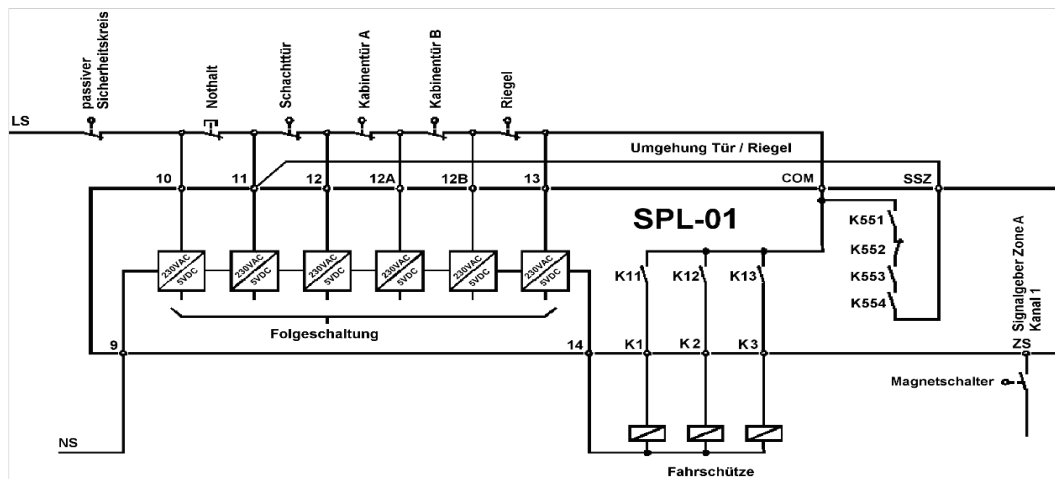 passiver
Sicherheitskreis
Nothalt
Schachttür
Kabinentür A
Kabinentür B
Riegel
LS
Umgehung Tür / Riegel
10
11
12
12A
12B
13
COM
SSZ
SPL-01
K551
K552
K553
K554
230VAC
5VDC
230VAC
5VDC
230VAC
5VDC
230VAC
5VDC
230VAC
5VDC
230VAC
5VDC
K11
K12
K13
Signalgeber Zone A
Kanal 1
Folgeschaltung
9
14
K1
K2
K3
ZS
Magnetschalter
NS
Fahrschütze